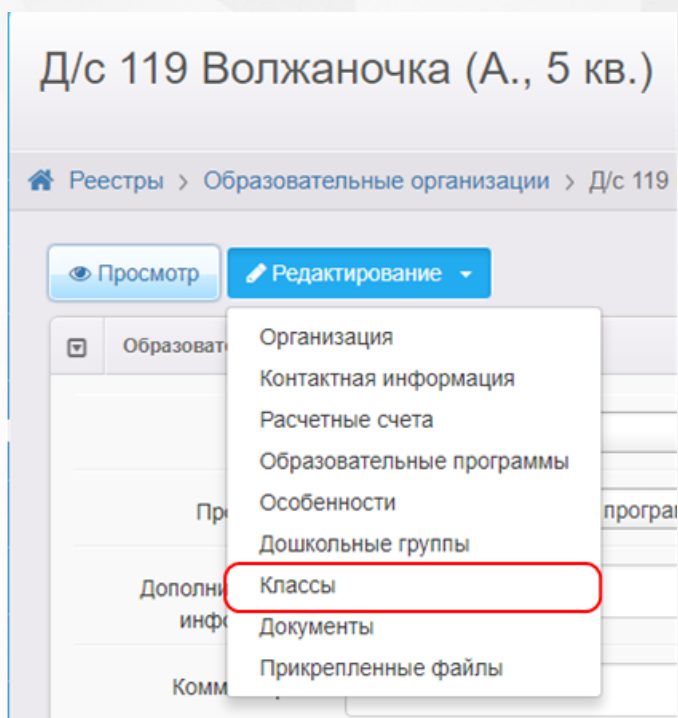 Д/с 119 Волжаночка (А., 5 кв.)
Реестры > Образовательные организации > Д/с 119
Просмотр Редактирование
Организация
Контактная информация
Расчетные счета
Образовательные программы
Особенности
Дошкольные группы
Классы
Документы
Прикрепленные файлы